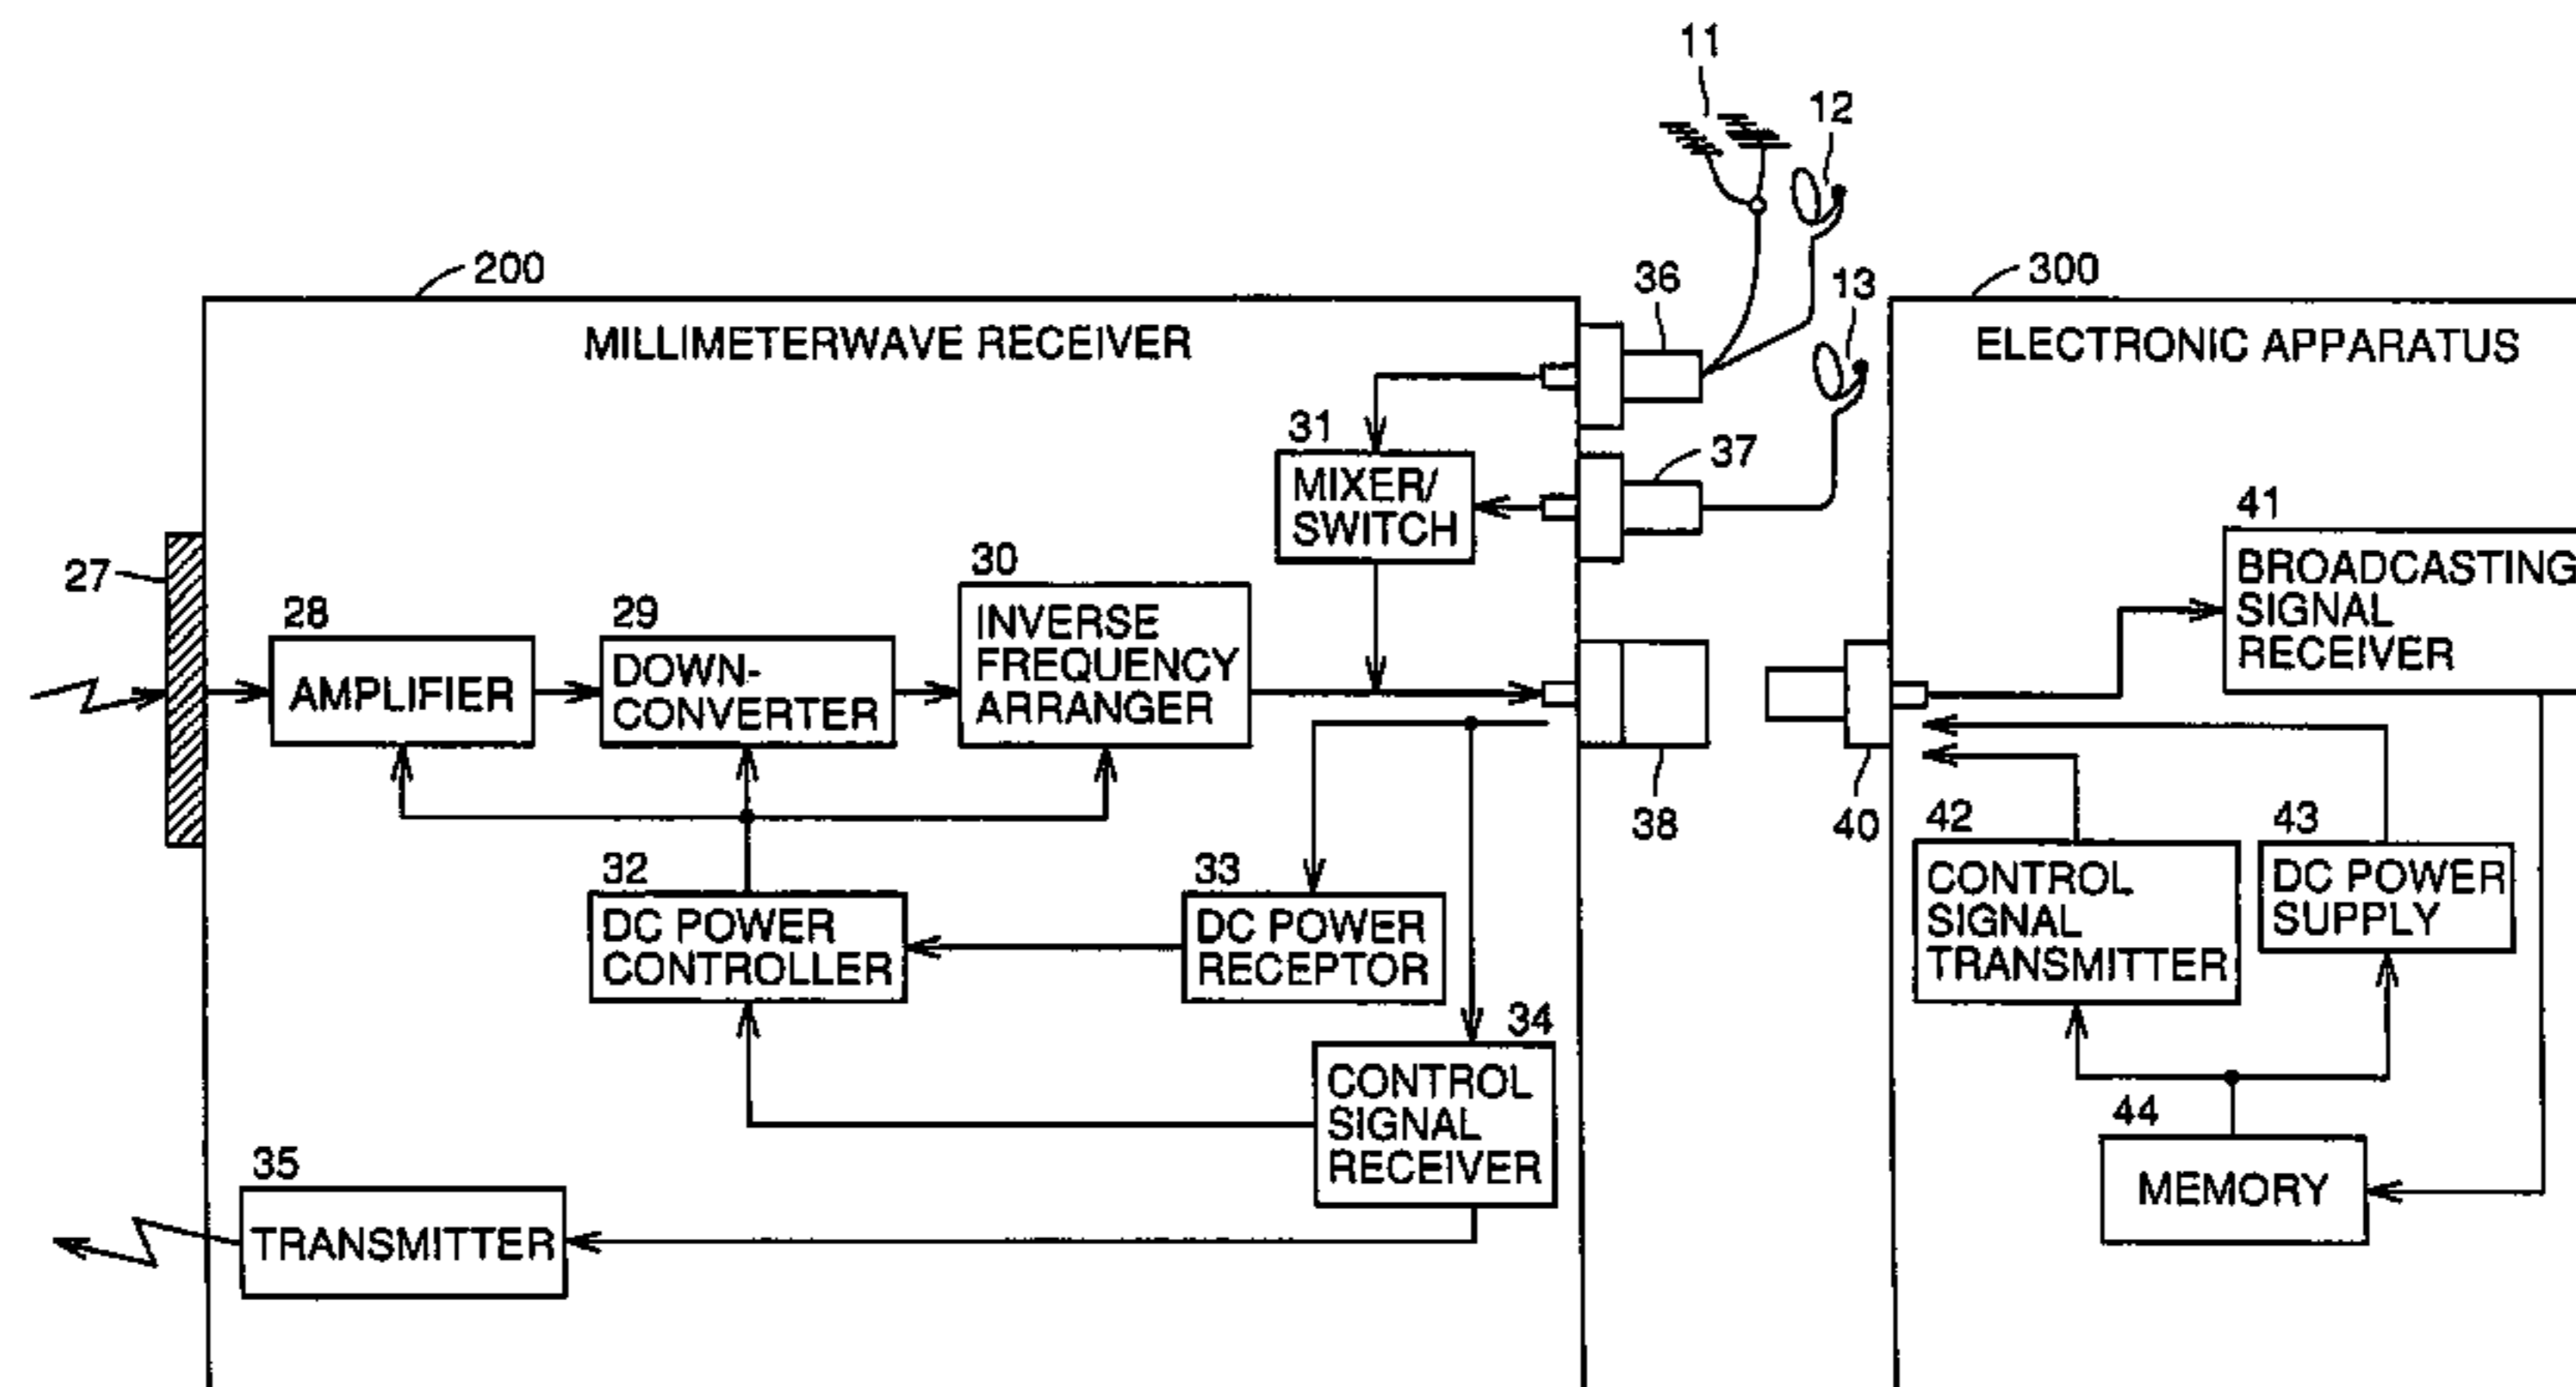 11
12
200
36
13
300
MILLIMETERWAVE RECEIVER
ELECTRONIC APPARATUS
31
MIXER/
SWITCH
37
41
BROADCASTING
SIGNAL
RECEIVER
27
28
AMPLIFIER
29
DOWN-
CONVERTER
30
INVERSE
FREQUENCY
ARRANGER
38
40
32
DC POWER
CONTROLLER
33
DC POWER
RECEPTOR
42
CONTROL
SIGNAL
TRANSMITTER
43
DC POWER
SUPPLY
34
CONTROL
SIGNAL
RECEIVER
44
MEMORY
35
TRANSMITTER